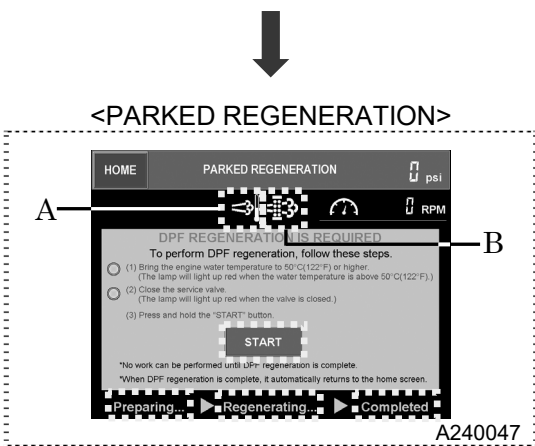 <PARKED REGENERATION>
HOME
PARKED REGENERATION
0 psi
0 RPM
A
B
DPF REGENERATION IS REQUIRED
To perform DPF regeneration, follow these steps.
(1) Bring the engine water temperature to 50°C(122°F) or higher.
(The lamp will light up red when the water temperature is above 50°C(122°F).)
(2) Close the service valve.
(The lamp will light up red when the valve is closed.)
(3) Press and hold the "START" button.
START
*No work can be performed until DPF regeneration is complete.
*When DPF regeneration is complete, it automatically returns to the home screen.
Preparing... Regenerating... Completed
A240047